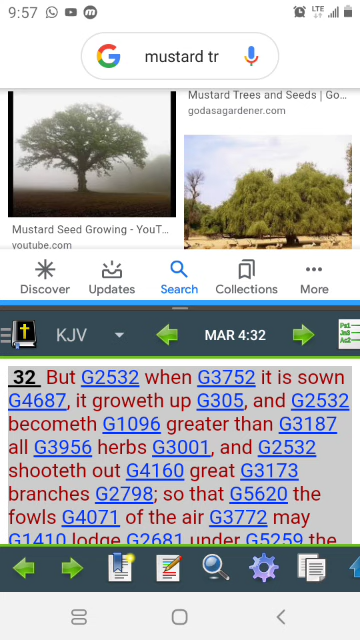 9:57
LTE
mustard tr
Mustard Trees and Seeds | Go...
godasagardener.com
Mustard Seed Growing - YouT...
youtube.com
Discover
Updates
Search
Collections
More
KJV
MAR 4:32
Ps1
Jn3
Ac2
32 But G2532 when G3752 it is sown
G4687, it groweth up G305, and G2532
becometh G1096 greater than G3187
all G3956 herbs G3001, and G2532
shooteth out G4160 great G3173
branches G2798; so that G5620 the
fowls G4071 of the air G3772 may
G1410 lodge G2681 under G5259 the